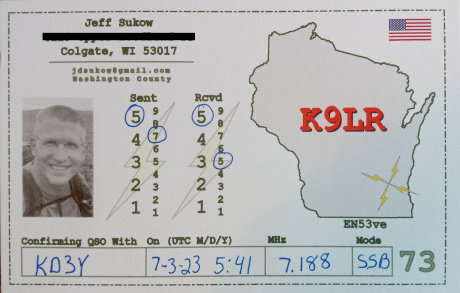 Jeff Sukow
Colgate, WI 53017
jdsukow@gmail.com
Washington County
Sent Rcvd
5 9 5 9
8 8
4 7 4 7
6 6
3 5 3 5
4 4
2 3 2 3
2 2
1 1 1 1
K9LR
EN53ve
Confirming QSO With On (UTC M/D/Y) MHz Mode
KD3Y 7-3-23 5:41 7.188 SSB 73